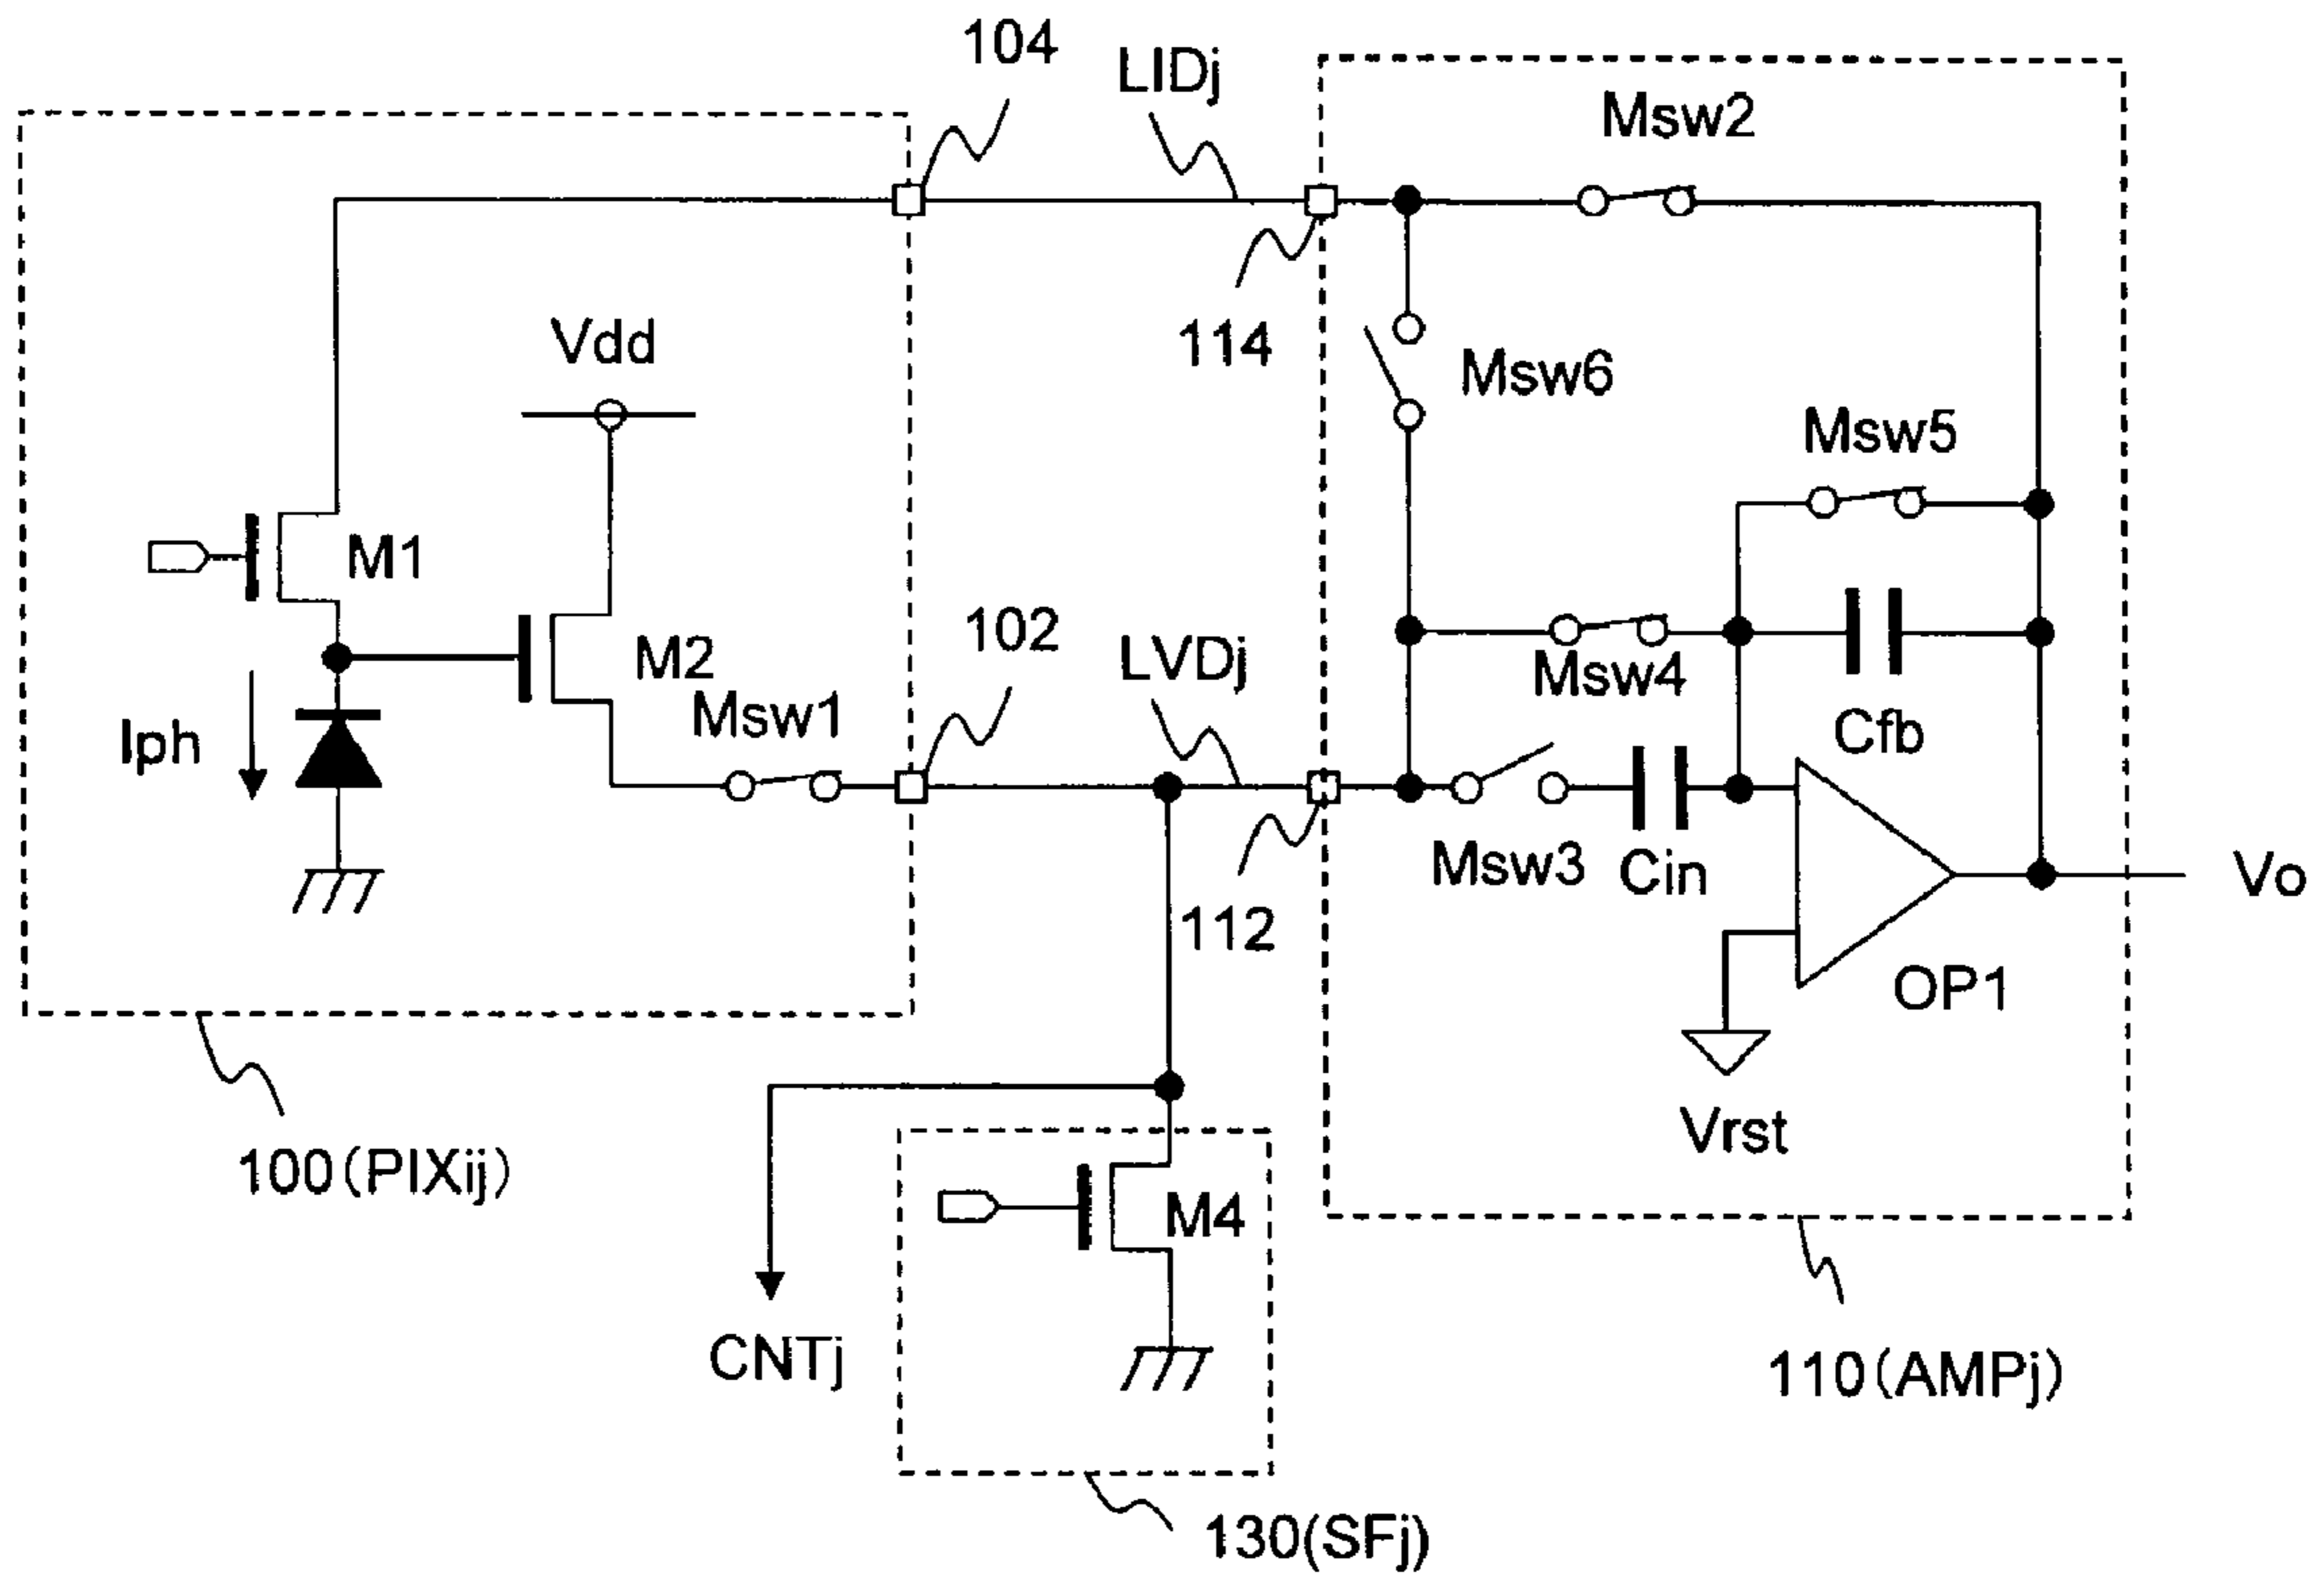 104
LIDj
Msw2
Vdd
114
Msw6
Msw5
M1
102
LVDj
M2
Msw4
Msw1
Iph
Cfb
Msw3
Cin
Vo
112
OP1
Vrst
100(PIXij)
M4
CNTj
110(AMPj)
130(SFj)